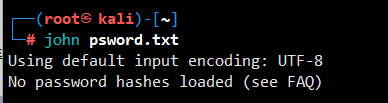 ┌──(root㉿ kali)-[~]
└─# john psword.txt
Using default input encoding: UTF-8
No password hashes loaded (see FAQ)